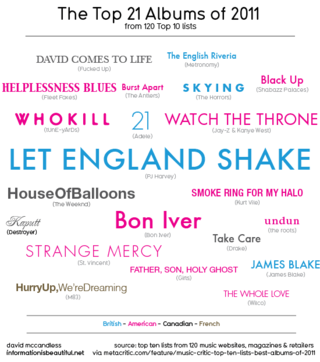 The Top 21 Albums of 2011
from 120 Top 10 lists
DAVID COMES TO LIFE
(Fucked Up)
The English Riveria
(Metronomy)
HELPLESSNESS BLUES
(Fleet Foxes)
Burst Apart
(The Antlers)
SKYING
(The Horrors)
Black Up
(Shabazz Palaces)
WHOKILL
(tUnE-yArDs)
21
(Adele)
WATCH THE THRONE
(Jay-Z & Kanye West)
LET ENGLAND SHAKE
(PJ Harvey)
HouseOfBalloons
(The Weeknd)
SMOKE RING FOR MY HALO
(Kurt Vile)
Kaputt
(Destroyer)
Bon Iver
(Bon Iver)
undun
(the roots)
Take Care
(Drake)
STRANGE MERCY
(St. Vincent)
FATHER, SON, HOLY GHOST
(Girls)
JAMES BLAKE
(James Blake)
HurryUp,We'reDreaming
(M83)
THE WHOLE LOVE
(Wilco)
British - American - Canadian - French
david mccandless
informationisbeautiful.net
source: top ten lists from 120 music websites, magazines & retailers
via metacritic.com/feature/music-critic-top-ten-lists-best-albums-of-2011